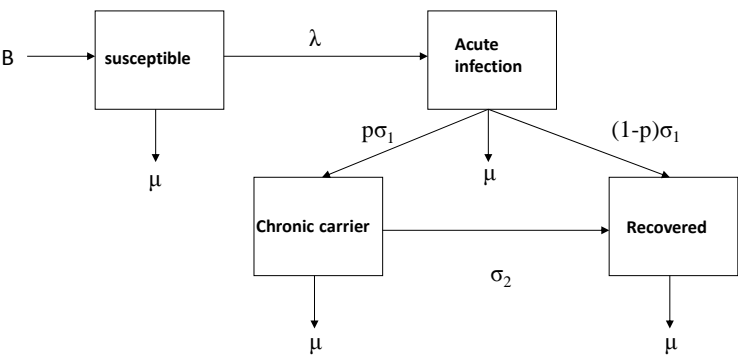 λ
Acute
infection
B
susceptible
pσ₁
(1-p)σ₁
μ
μ
Chronic carrier
Recovered
σ₂
μ
μ